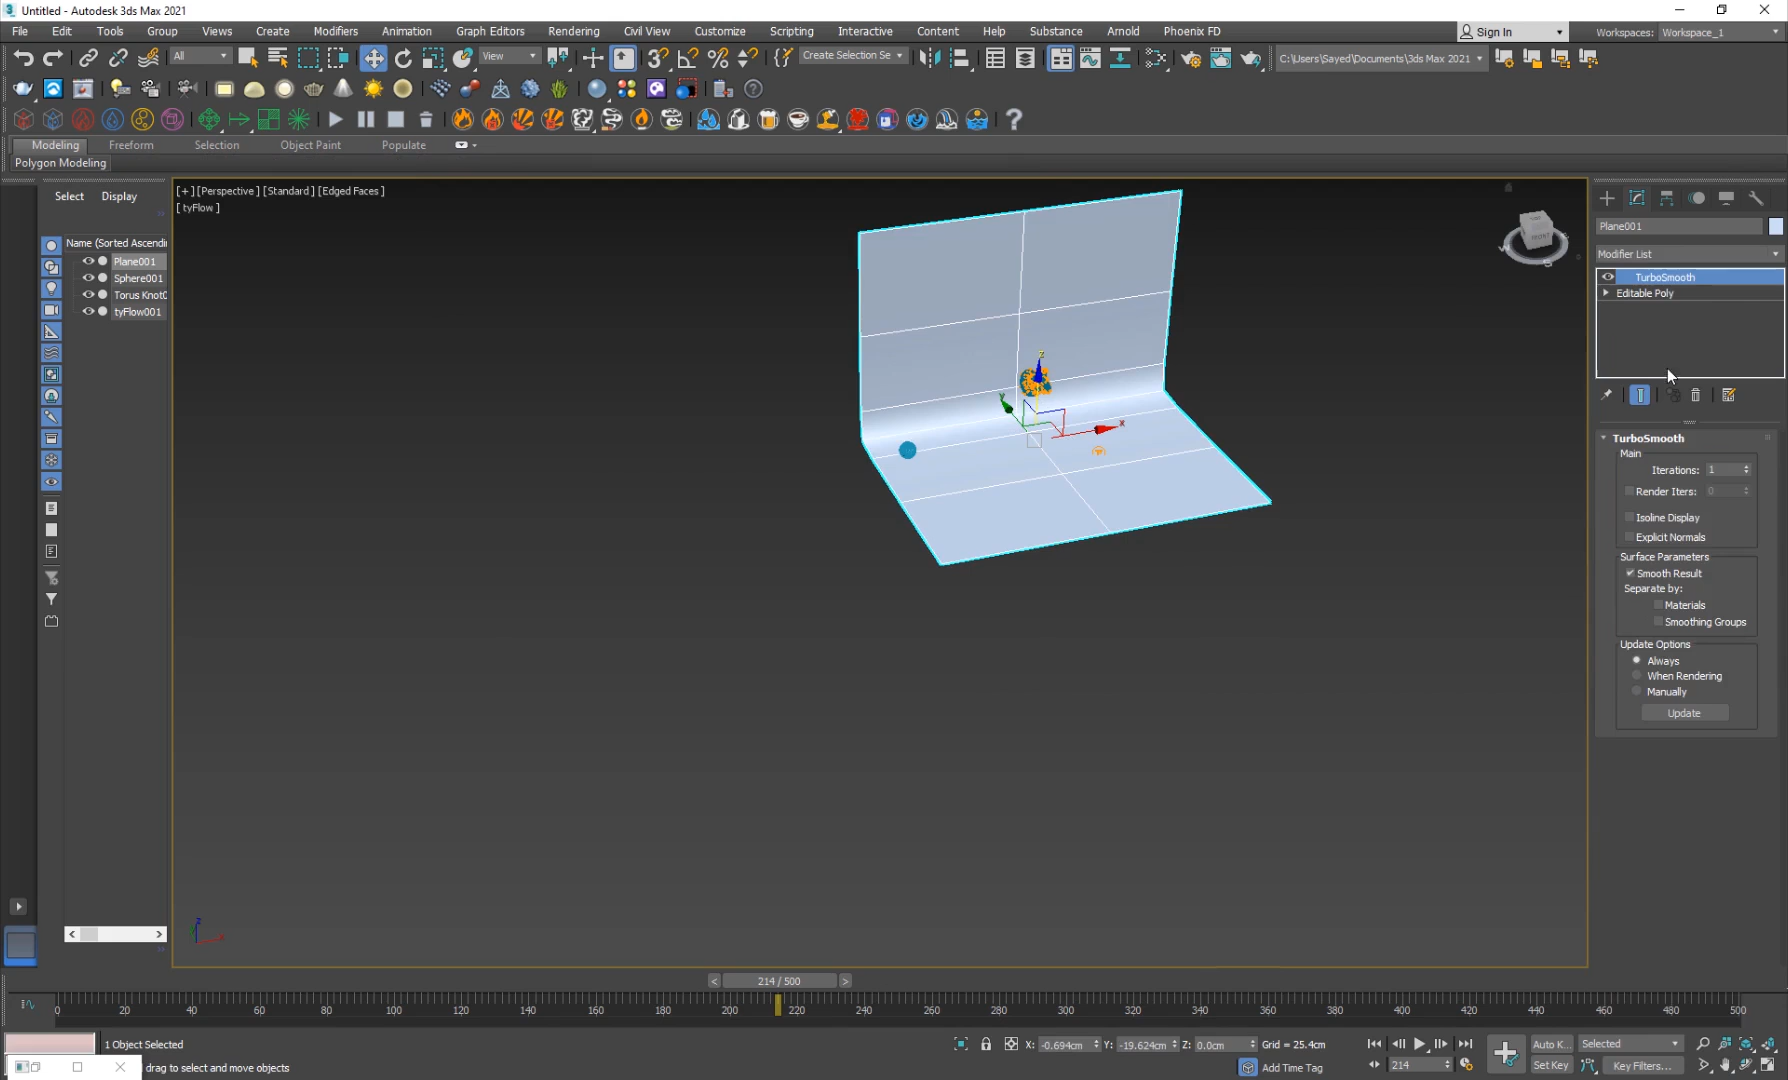 Untitled - Autodesk 3ds Max 2021
File Edit Tools Group Views Create Modifiers Animation Graph Editors Rendering Civil View Customize Scripting Interactive Content Help Substance Arnold Phoenix FD Sign In Workspaces: Workspace_1
All View Create Selection Se C:\Users\Sayed\Documents\3ds Max 2021
Modeling Freeform Selection Object Paint Populate
Polygon Modeling
Select Display
[+] [Perspective] [Standard] [Edged Faces]
[ tyFlow ]
Name (Sorted Ascendi
Plane001
Sphere001
Torus Knot0
tyFlow001
Plane001
Modifier List
TurboSmooth
Editable Poly
TurboSmooth
Main
Iterations: 1
Render Iters: 0
Isoline Display
Explicit Normals
Surface Parameters
Smooth Result
Separate by:
Materials
Smoothing Groups
Update Options
Always
When Rendering
Manually
Update
z
y
x
FRONT
z
< 214 / 500 >
0 20 40 60 80 100 120 140 160 180 200 220 240 260 280 300 320 340 360 380 400 420 440 460 480 500
1 Object Selected X: -0.694cm Y: -19.624cm Z: 0.0cm Grid = 25.4cm Auto K... Selected
drag to select and move objects Add Time Tag 214 Set Key Key Filters...